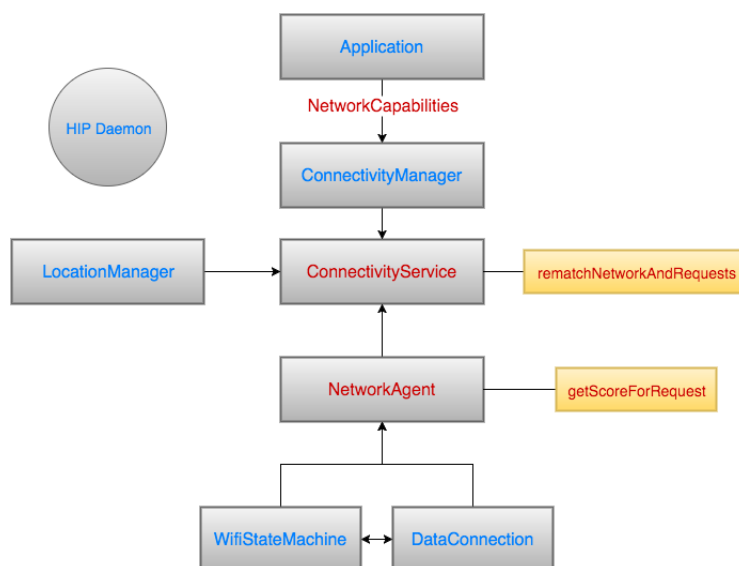 Application
NetworkCapabilities
HIP Daemon
ConnectivityManager
LocationManager
ConnectivityService
rematchNetworkAndRequests
NetworkAgent
getScoreForRequest
WifiStateMachine
DataConnection